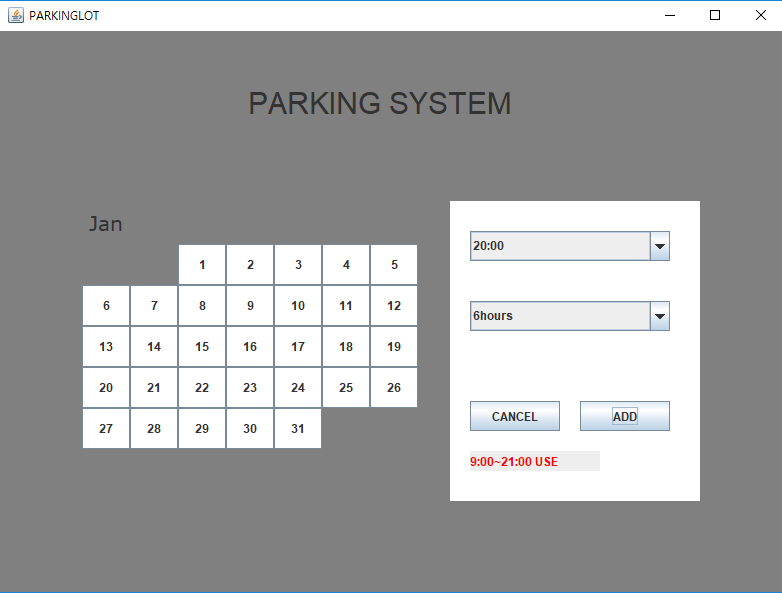 PARKINGLOT
PARKING SYSTEM
Jan
1 2 3 4 5
6 7 8 9 10 11 12
13 14 15 16 17 18 19
20 21 22 23 24 25 26
27 28 29 30 31
20:00
6hours
CANCEL ADD
9:00~21:00 USE